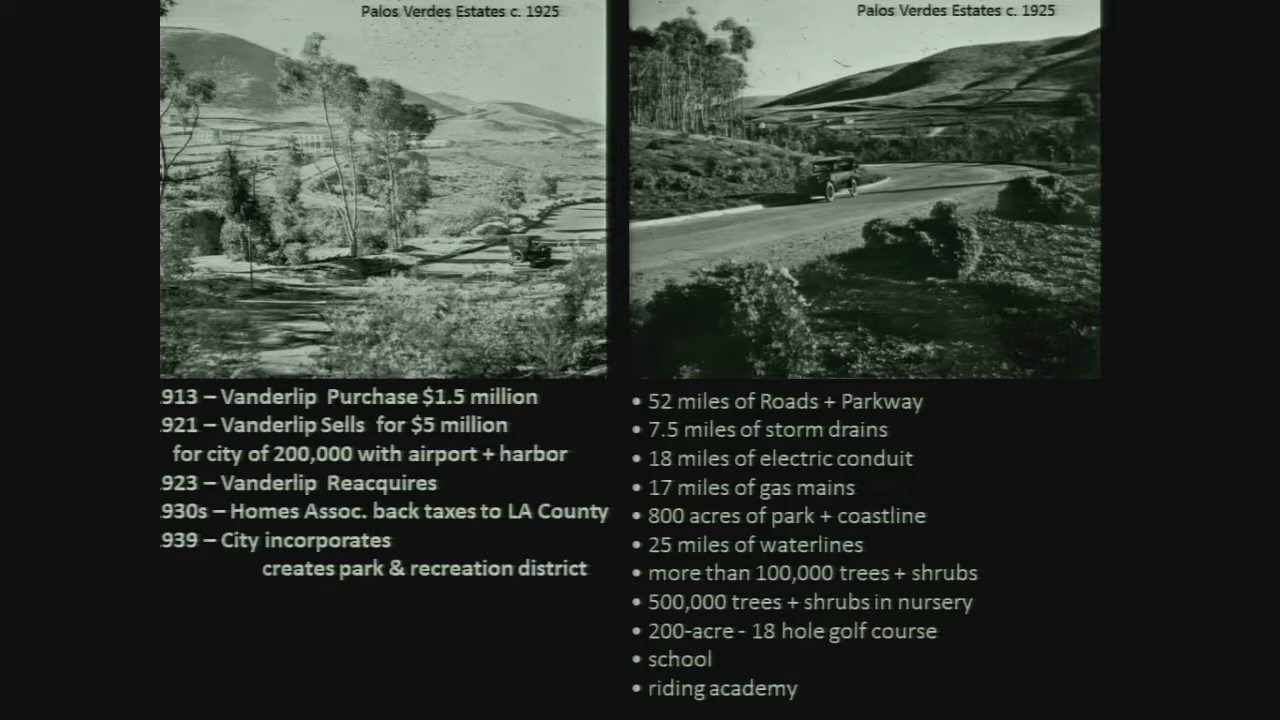 Palos Verdes Estates c. 1925
Palos Verdes Estates c. 1925
913 – Vanderlip Purchase $1.5 million
921 – Vanderlip Sells for $5 million
for city of 200,000 with airport + harbor
923 – Vanderlip Reacquires
930s – Homes Assoc. back taxes to LA County
939 – City incorporates
creates park & recreation district
• 52 miles of Roads + Parkway
• 7.5 miles of storm drains
• 18 miles of electric conduit
• 17 miles of gas mains
• 800 acres of park + coastline
• 25 miles of waterlines
• more than 100,000 trees + shrubs
• 500,000 trees + shrubs in nursery
• 200-acre - 18 hole golf course
• school
• riding academy